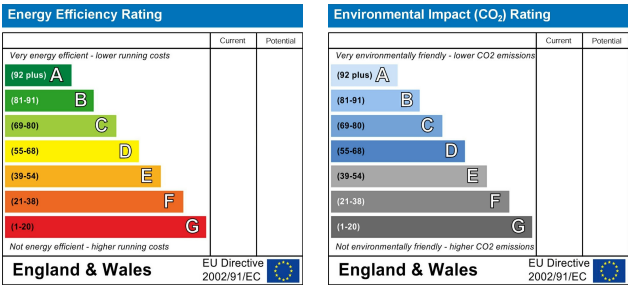 Energy Efficiency Rating
Current Potential
Very energy efficient - lower running costs
(92 plus) A
(81-91) B
(69-80) C
(55-68) D
(39-54) E
(21-38) F
(1-20) G
Not energy efficient - higher running costs
England & Wales
EU Directive
2002/91/EC
Environmental Impact (CO₂) Rating
Current Potential
Very environmentally friendly - lower CO2 emissions
(92 plus) A
(81-91) B
(69-80) C
(55-68) D
(39-54) E
(21-38) F
(1-20) G
Not environmentally friendly - higher CO2 emissions
England & Wales
EU Directive
2002/91/EC